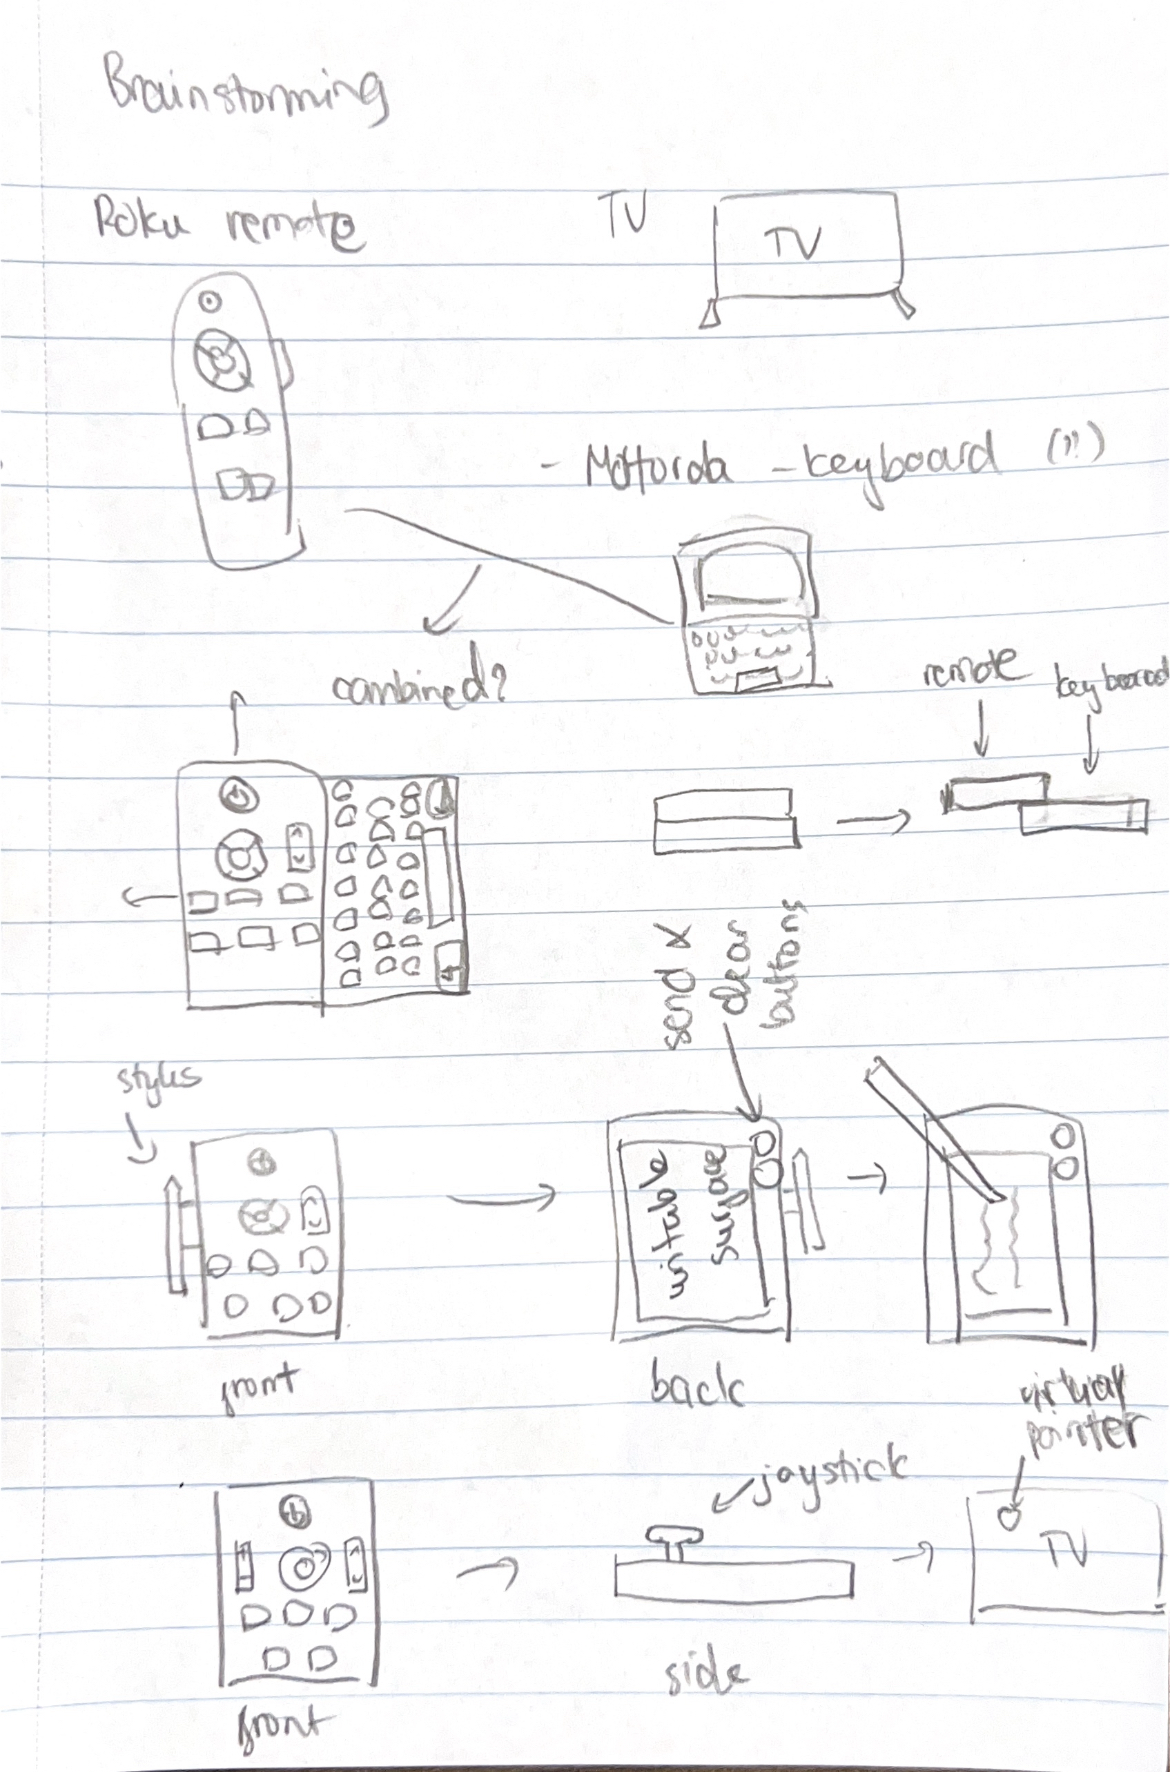 Brainstorming
Roku remote
TV
TV
- Mottorola - keyboard (!!)
combined?
remote
keyboard
send &
clear
buttons
stylus
writable
surface
front
back
virtual
pointer
joystick
TV
side
front